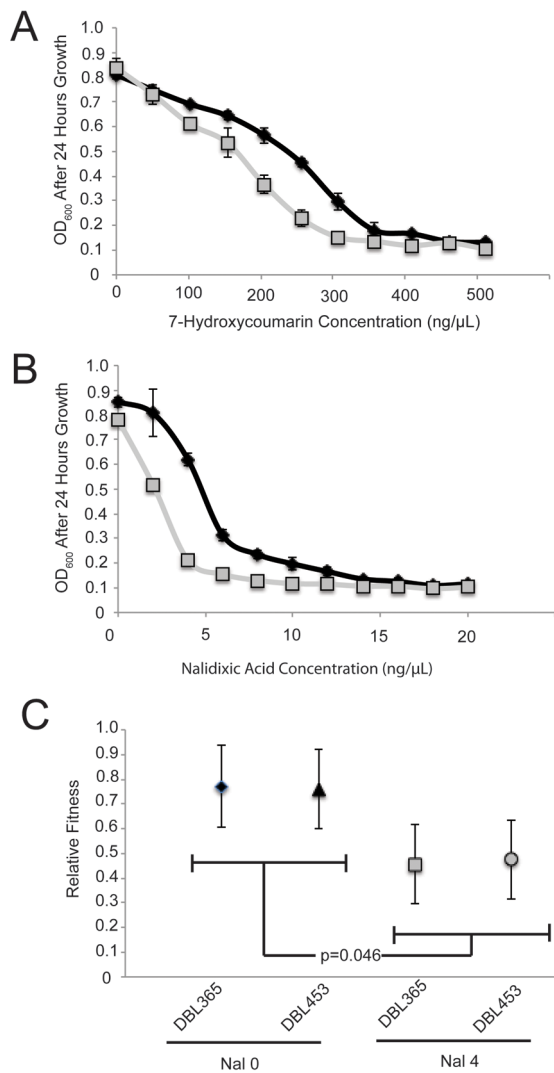 A
OD600 After 24 Hours Growth
1.0
0.9
0.8
0.7
0.6
0.5
0.4
0.3
0.2
0.1
0
0 100 200 300 400 500
7-Hydroxycoumarin Concentration (ng/µL)
B
OD600 After 24 Hours Growth
1.0
0.9
0.8
0.7
0.6
0.5
0.4
0.3
0.2
0.1
0
0 5 10 15 20
Nalidixic Acid Concentration (ng/µL)
C
Relative Fitness
1.0
0.9
0.8
0.7
0.6
0.5
0.4
0.3
0.2
0.1
0
p=0.046
DBL365 DBL453 DBL365 DBL453
Nal 0 Nal 4